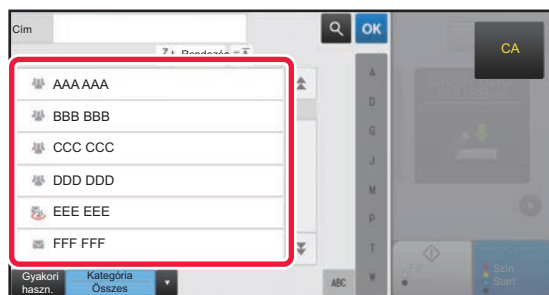 Cím
OK
CA
Rendezés
AAA AAA
BBB BBB
CCC CCC
DDD DDD
EEE EEE
FFF FFF
A
D
G
J
M
P
T
W
Gyakori
haszn.
Kategória
Összes
ABC
Szín
Start